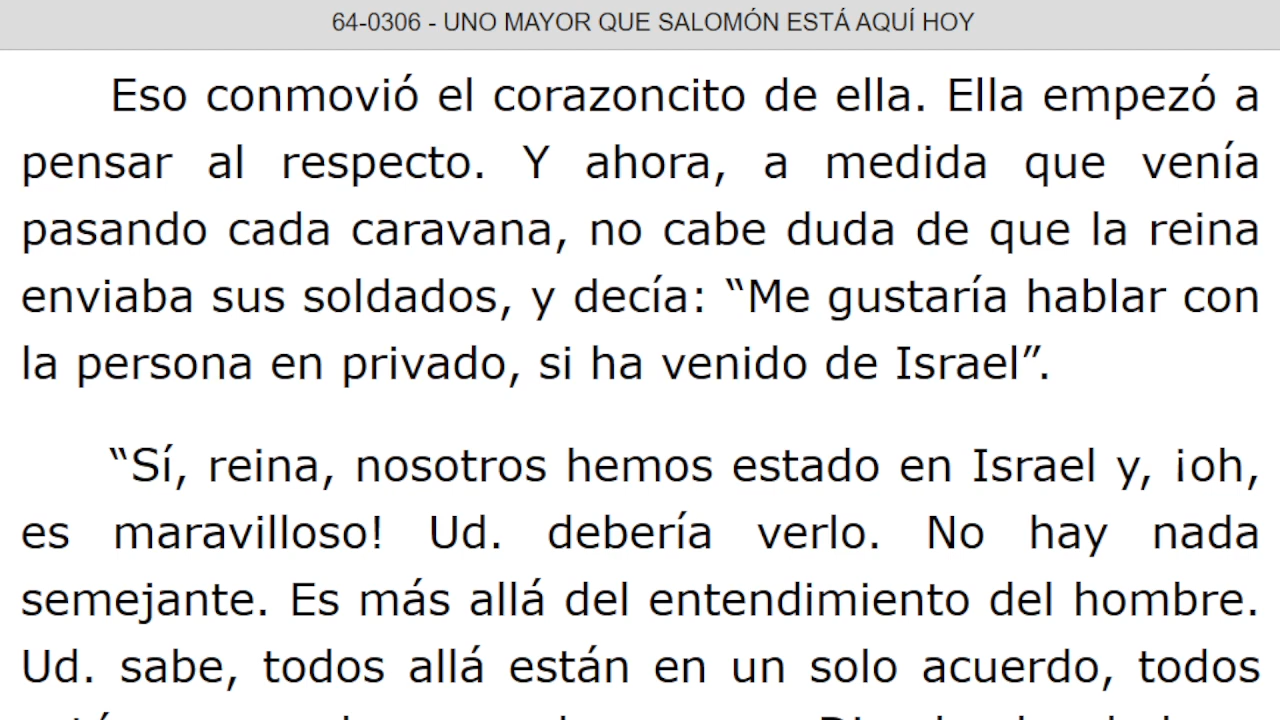 64-0306 - UNO MAYOR QUE SALOMÓN ESTÁ AQUÍ HOY
Eso conmovió el corazoncito de ella. Ella empezó a
pensar al respecto. Y ahora, a medida que venía
pasando cada caravana, no cabe duda de que la reina
enviaba sus soldados, y decía: “Me gustaría hablar con
la persona en privado, si ha venido de Israel”.
“Sí, reina, nosotros hemos estado en Israel y, ¡oh,
es maravilloso! Ud. debería verlo. No hay nada
semejante. Es más allá del entendimiento del hombre.
Ud. sabe, todos allá están en un solo acuerdo, todos